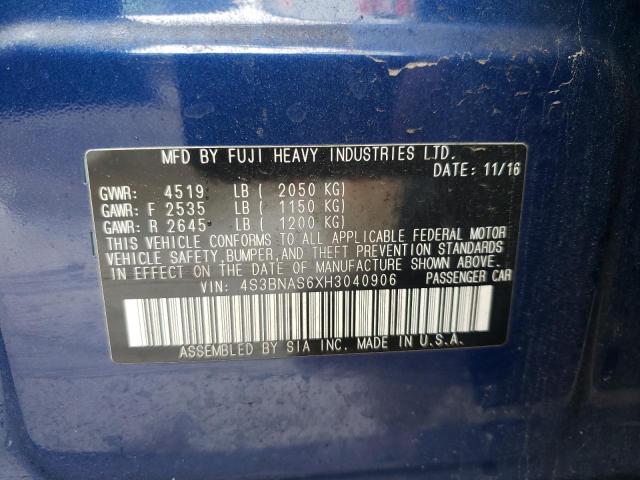 MFD BY FUJI HEAVY INDUSTRIES LTD.
DATE: 11/16
GVWR: 4519 LB ( 2050 KG)
GAWR: F 2535 LB ( 1150 KG)
GAWR: R 2645 LB ( 1200 KG)
THIS VEHICLE CONFORMS TO ALL APPLICABLE FEDERAL MOTOR
VEHICLE SAFETY, BUMPER, AND THEFT PREVENTION STANDARDS
IN EFFECT ON THE DATE OF MANUFACTURE SHOWN ABOVE.
VIN: 4S3BNAS6XH3040906 PASSENGER CAR
ASSEMBLED BY SIA INC. MADE IN U.S.A.